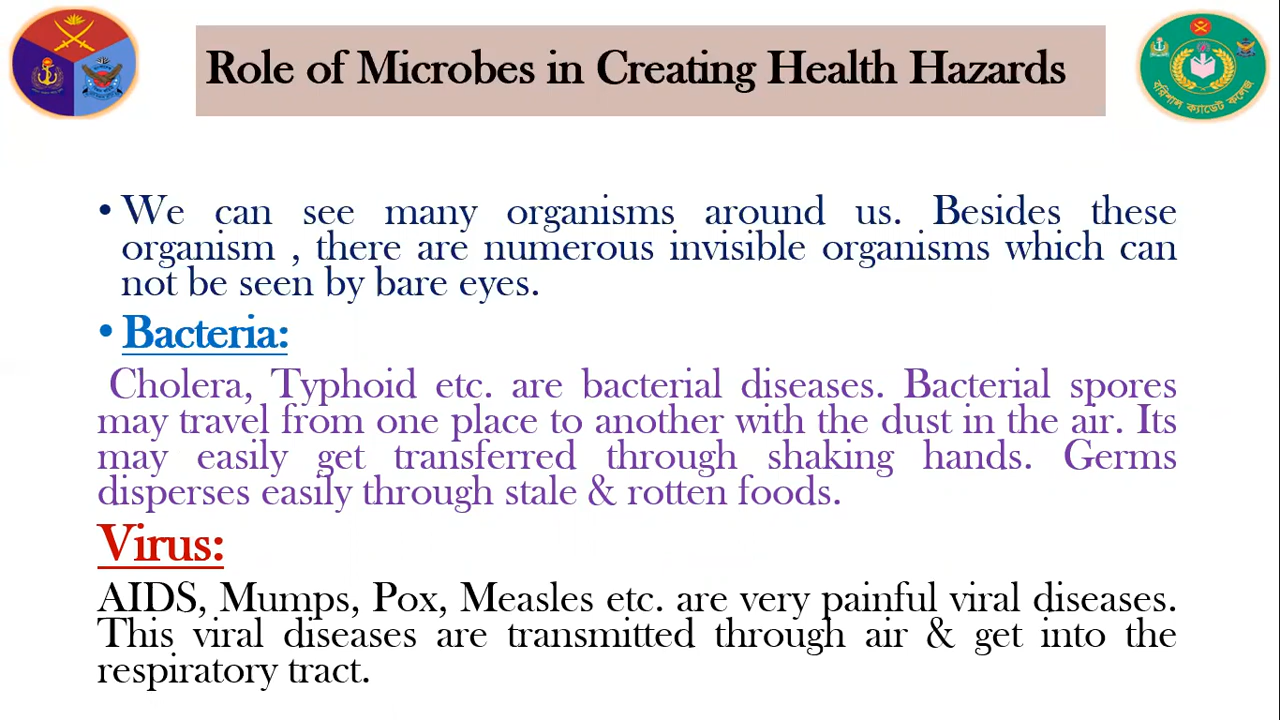 Role of Microbes in Creating Health Hazards
বরিশাল ক্যাডেট কলেজ
• We can see many organisms around us. Besides these
organism , there are numerous invisible organisms which can
not be seen by bare eyes.
• Bacteria:
Cholera, Typhoid etc. are bacterial diseases. Bacterial spores
may travel from one place to another with the dust in the air. Its
may easily get transferred through shaking hands. Germs
disperses easily through stale & rotten foods.
Virus:
AIDS, Mumps, Pox, Measles etc. are very painful viral diseases.
This viral diseases are transmitted through air & get into the
respiratory tract.